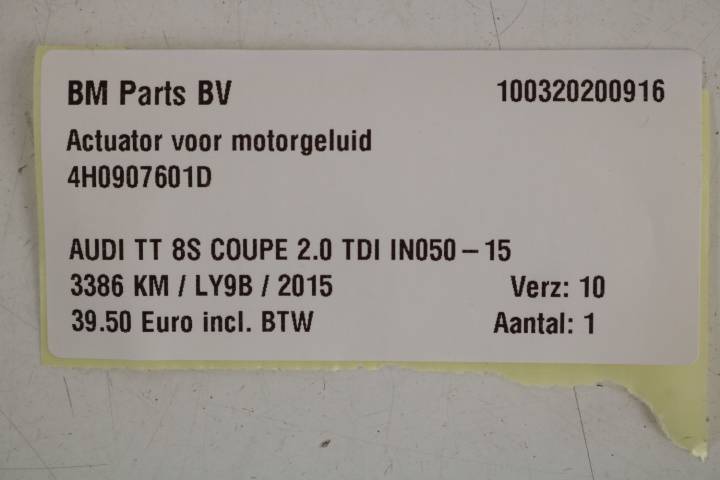 BM Parts BV 100320200916
Actuator voor motorgeluid
4H0907601D
AUDI TT 8S COUPE 2.0 TDI IN050-15
3386 KM / LY9B / 2015 Verz: 10
39.50 Euro incl. BTW Aantal: 1